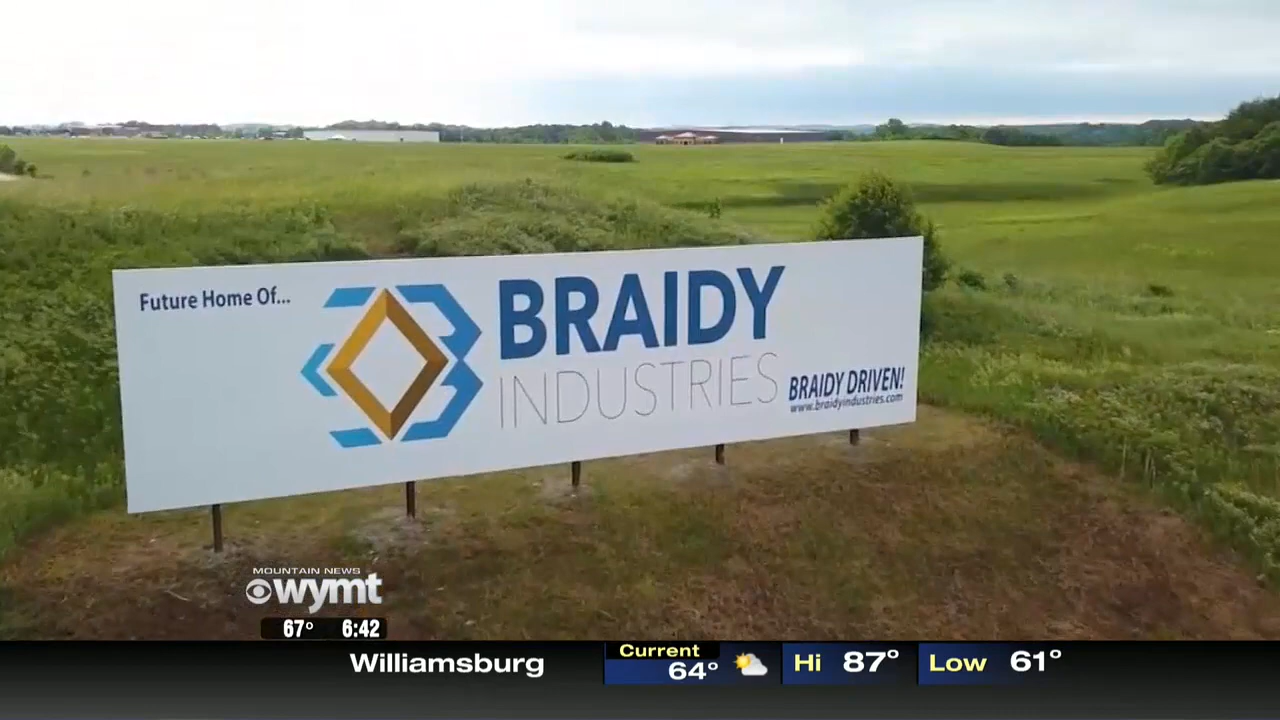 Future Home Of...
BRAIDY
INDUSTRIES
BRAIDY DRIVEN!
www.braidyindustries.com
MOUNTAIN NEWS
wymt
67° 6:42
Williamsburg
Current
64°
Hi 87°
Low 61°